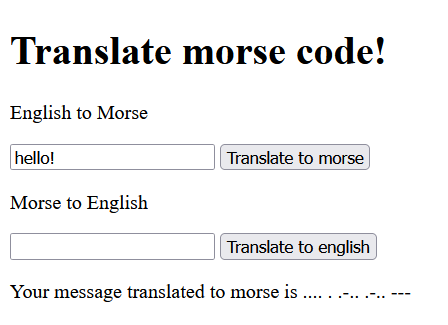 Translate morse code!
English to Morse
hello! Translate to morse
Morse to English
Translate to english
Your message translated to morse is .... . .-.. .-.. ---